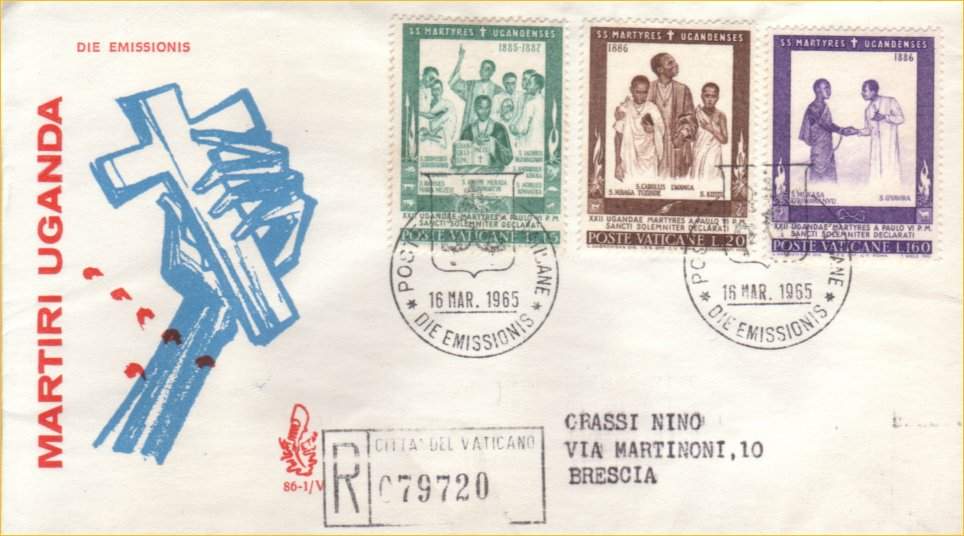 DIE EMISSIONIS
MARTIRI UGANDA
SS MARTYRES † UGANDENSES
1885-1887
XXII UGANDAE MARTYRES A PAULO VI P.M.
SANCTI SOLEMNITER DECLARATI
POSTE VATICANE
SS MARTYRES † UGANDENSES
1886
S. CAROLUS LWANGA
S. MBAGA TUZINDE S. KIZITO
XXII UGANDAE MARTYRES A PAULO VI P.M.
SANCTI SOLEMNITER DECLARATI
POSTE VATICANE L.20
SS MARTYRES † UGANDENSES
1886
XXII UGANDAE MARTYRES A PAULO VI P.M.
SANCTI SOLEMNITER DECLARATI
POSTE VATICANE L.160
16 MAR. 1965
* DIE EMISSIONIS *
16 MAR. 1965
* DIE EMISSIONIS *
86-1/V
R
CITTA' DEL VATICANO
079720
CRASSI NINO
VIA MARTINONI,10
BRESCIA